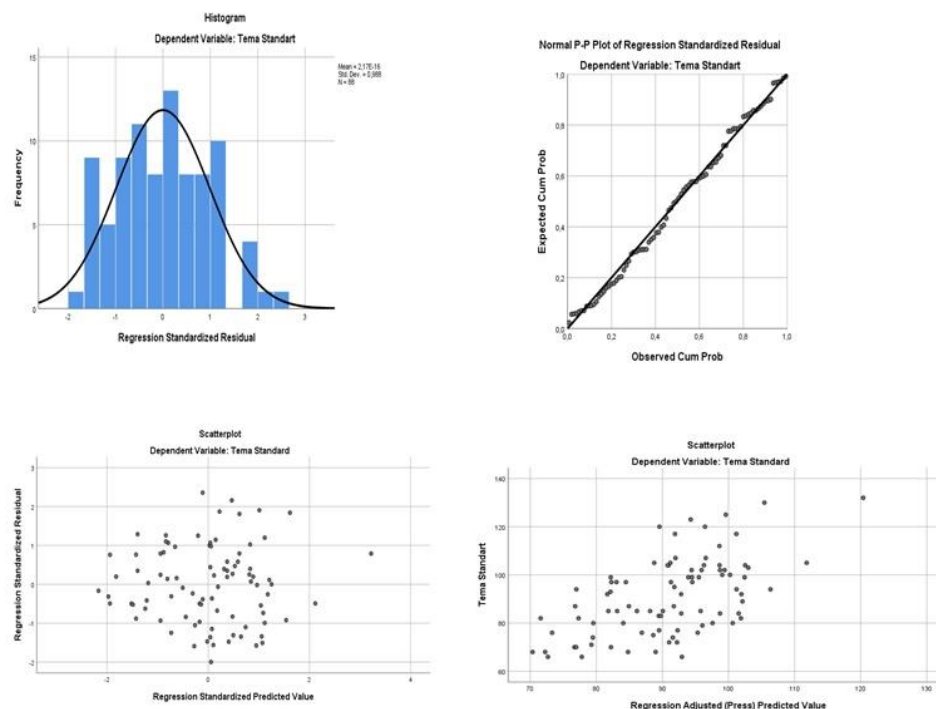 Histogram
Dependent Variable: Tema Standart
Mean = 2,17E-16
Std. Dev. = 0,988
N = 88
15
10
5
0
Frequency
-2
-1
0
1
2
3
Regression Standardized Residual
Normal P-P Plot of Regression Standardized Residual
Dependent Variable: Tema Standart
1,0
0,8
0,6
0,4
0,2
0,0
Expected Cum Prob
0,0
0,2
0,4
0,6
0,8
1,0
Observed Cum Prob
Scatterplot
Dependent Variable: Tema Standard
3
2
1
0
-1
-2
Regression Standardized Residual
-2
0
2
4
Regression Standardized Predicted Value
Scatterplot
Dependent Variable: Tema Standard
140
120
100
80
60
Tema Standart
70
80
90
100
110
120
130
Regression Adjusted (Press) Predicted Value